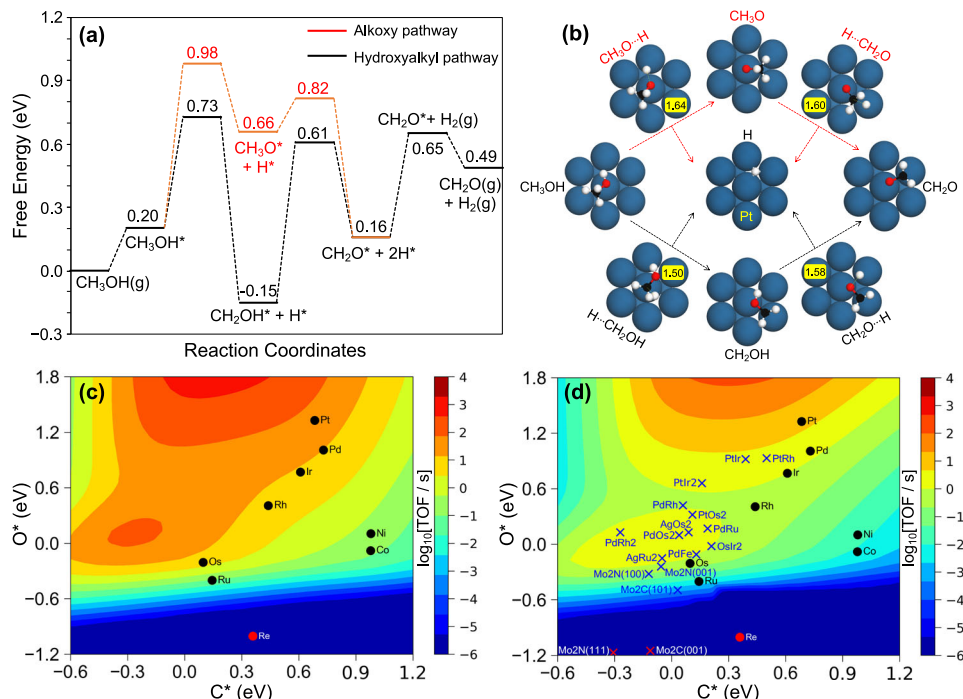 (a)
Alkoxy pathway
Hydroxyalkyl pathway
Free Energy (eV)
1.2
0.9
0.6
0.3
0.0
−0.3
0.98
0.73
0.66
0.82
0.61
0.20
-0.15
0.16
0.65
0.49
CH3OH(g)
CH3OH*
CH3O*
+ H*
CH2OH* + H*
CH2O* + 2H*
CH2O*+ H2(g)
CH2O(g)
+ H2(g)
Reaction Coordinates
(b)
CH3O
CH3O···H
H···CH2O
1.64
1.60
H
CH3OH
CH2O
Pt
1.50
1.58
H···CH2OH
CH2OH
CH2O···H
(c)
O* (eV)
1.8
1.2
0.6
0.0
−0.6
−1.2
Pt
Pd
Ir
Rh
Ni
Co
Os
Ru
Re
−0.6 −0.3 0.0 0.3 0.6 0.9 1.2
C* (eV)
4
3
2
1
0
−1
−2
−3
−4
−5
−6
log10[TOF / s]
(d)
O* (eV)
1.8
1.2
0.6
0.0
−0.6
−1.2
Pt
Pd
PtIr
PtRh
Ir
PtIr2
PdRh
Rh
PtOs2
AgOs2
PdRu
PdRh2
PdOs2
Ni
OsIr2
Co
AgRu2
PdFe
Os
Mo2N(100)
Mo2N(001)
Ru
Mo2C(101)
Re
Mo2N(111)
Mo2C(001)
−0.6 −0.3 0.0 0.3 0.6 0.9 1.2
C* (eV)
4
3
2
1
0
−1
−2
−3
−4
−5
−6
log10[TOF / s]